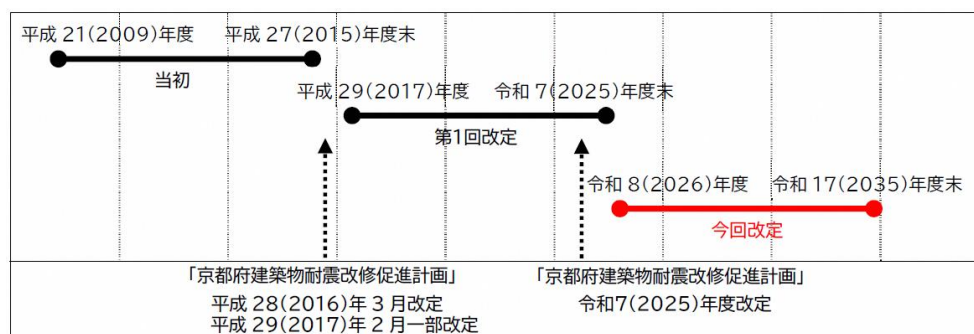 平成 21(2009)年度 平成 27(2015)年度末
当初
平成 29(2017)年度 令和 7(2025)年度末
第1回改定
令和 8(2026)年度 令和 17(2035)年度末
今回改定
「京都府建築物耐震改修促進計画」 「京都府建築物耐震改修促進計画」
平成 28(2016)年 3 月改定 令和7(2025)年度改定
平成 29(2017)年 2 月一部改定